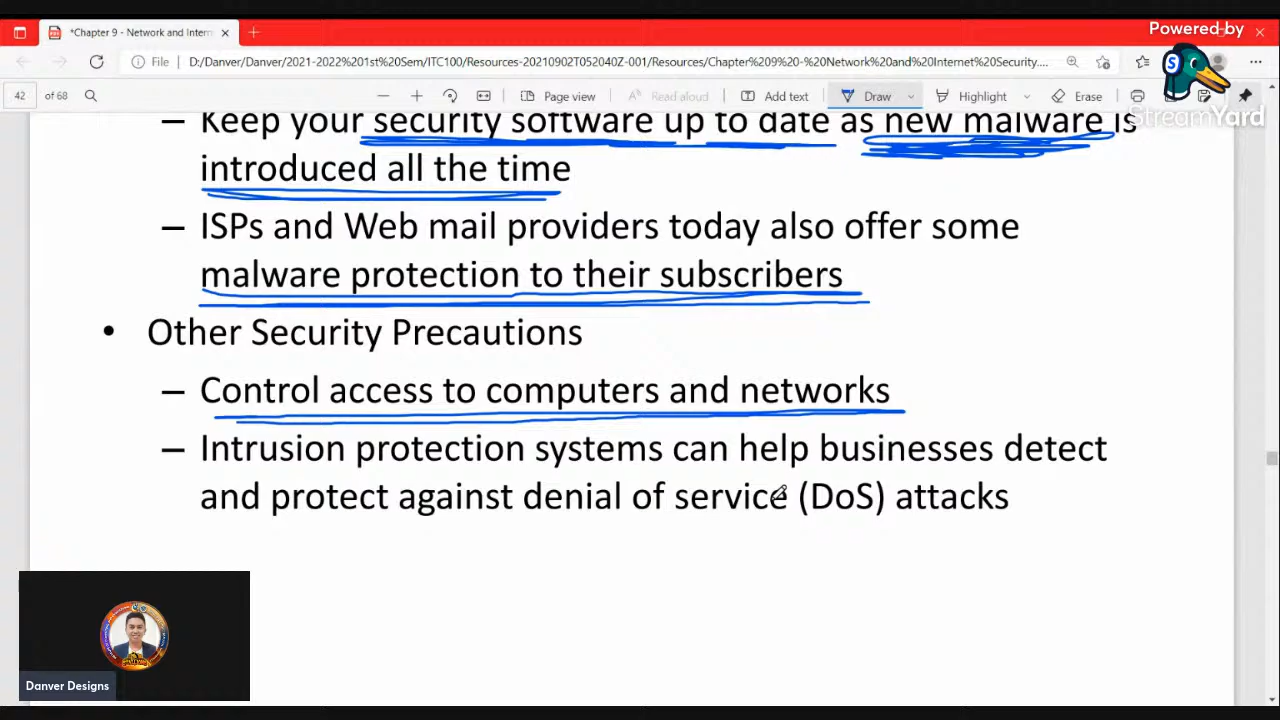 Powered by
*Chapter 9 - Network and Intern
File D:/Danver/Danver/2021-2022%201st%20Sem/ITC100/Resources-20210902T052040Z-001/Resources/Chapter%209%20-%20Network%20and%20Internet%20Security....
42 of 68 Page view Read aloud Add text Draw Highlight Erase
StreamYard
– Keep your security software up to date as new malware is
introduced all the time
– ISPs and Web mail providers today also offer some
malware protection to their subscribers
• Other Security Precautions
– Control access to computers and networks
– Intrusion protection systems can help businesses detect
and protect against denial of service (DoS) attacks
Danver Designs